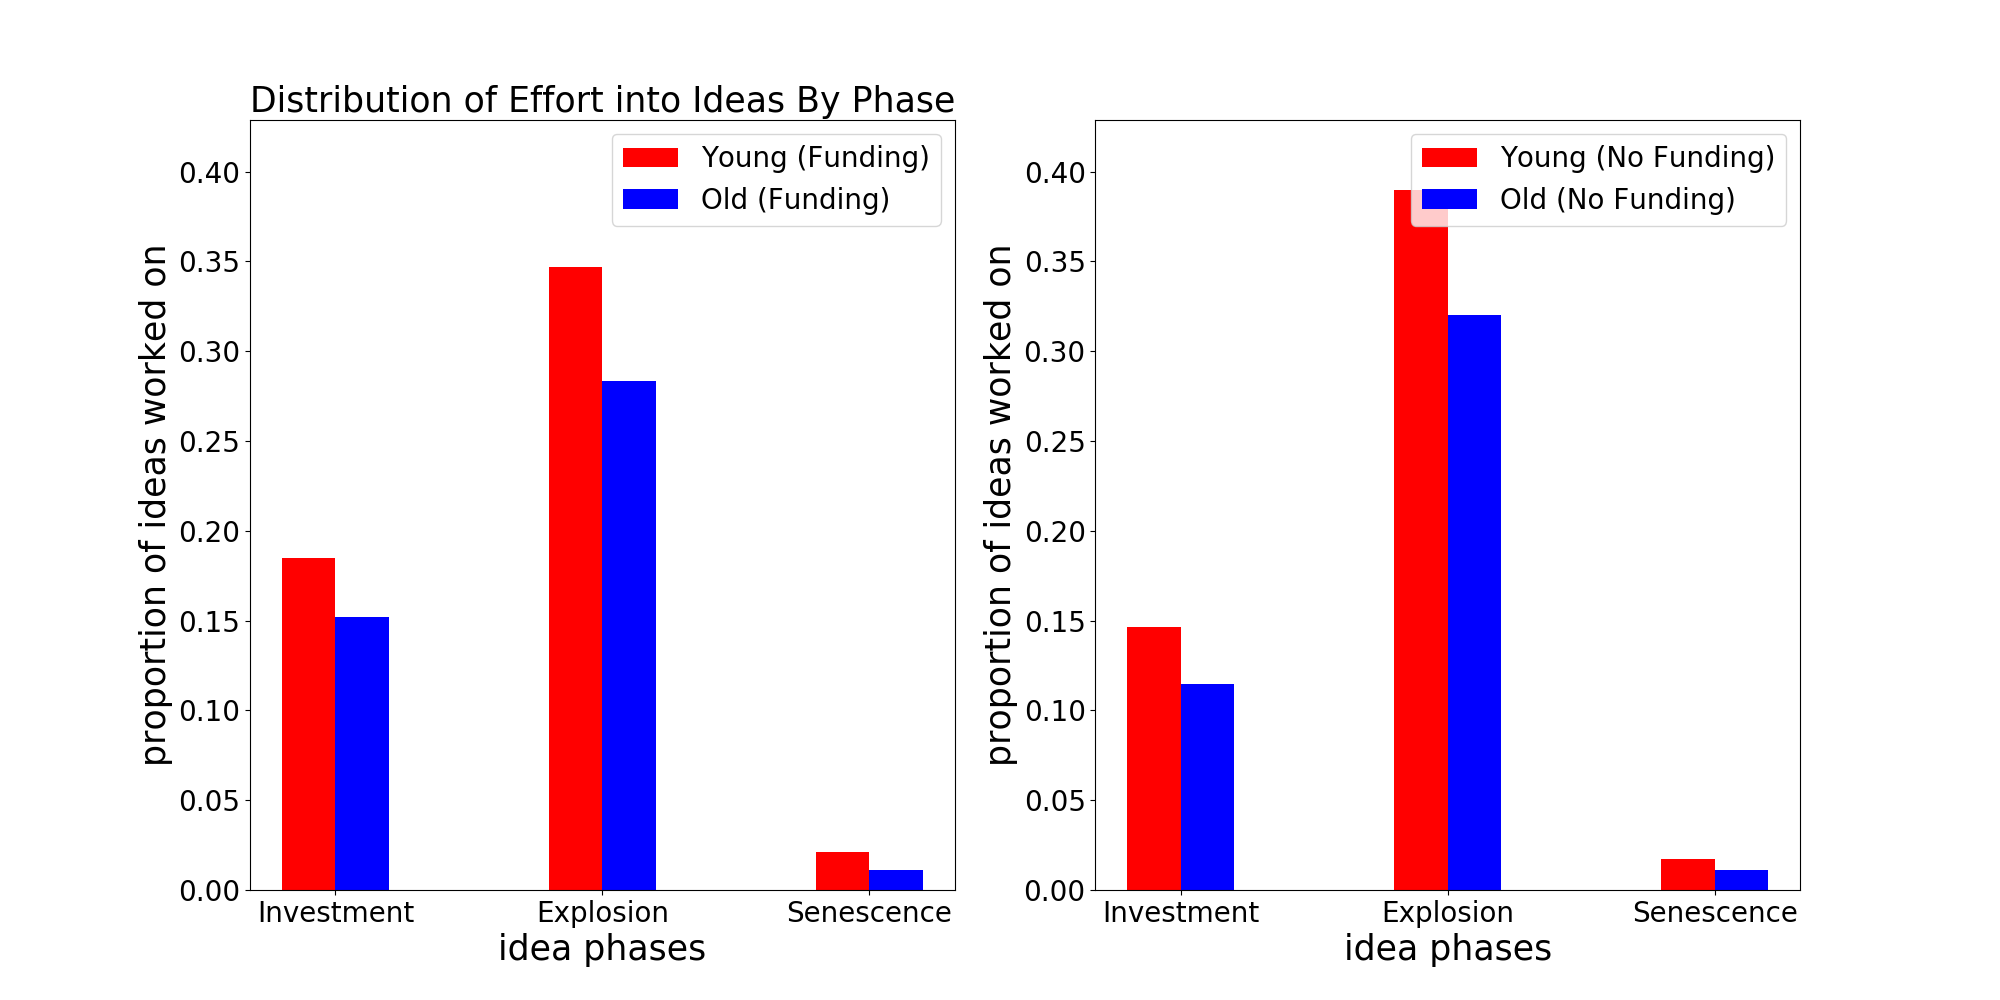 Distribution of Effort into Ideas By Phase
Young (Funding)
Old (Funding)
0.40
0.35
0.30
0.25
0.20
0.15
0.10
0.05
0.00
proportion of ideas worked on
Investment Explosion Senescence
idea phases
Young (No Funding)
Old (No Funding)
0.40
0.35
0.30
0.25
0.20
0.15
0.10
0.05
0.00
proportion of ideas worked on
Investment Explosion Senescence
idea phases